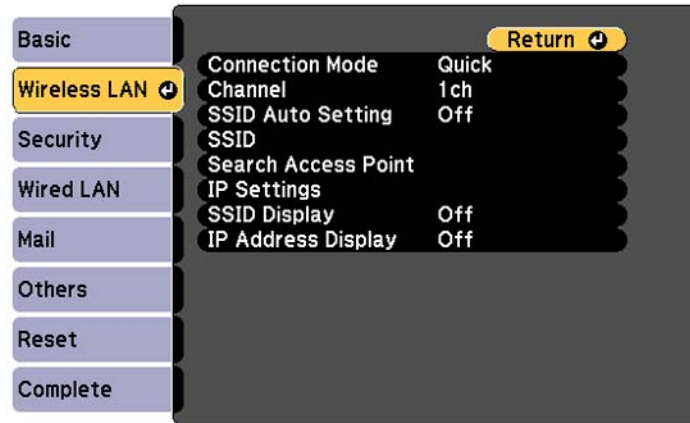 Basic
Wireless LAN
Security
Wired LAN
Mail
Others
Reset
Complete
Return
Connection Mode Quick
Channel 1ch
SSID Auto Setting Off
SSID
Search Access Point
IP Settings
SSID Display Off
IP Address Display Off